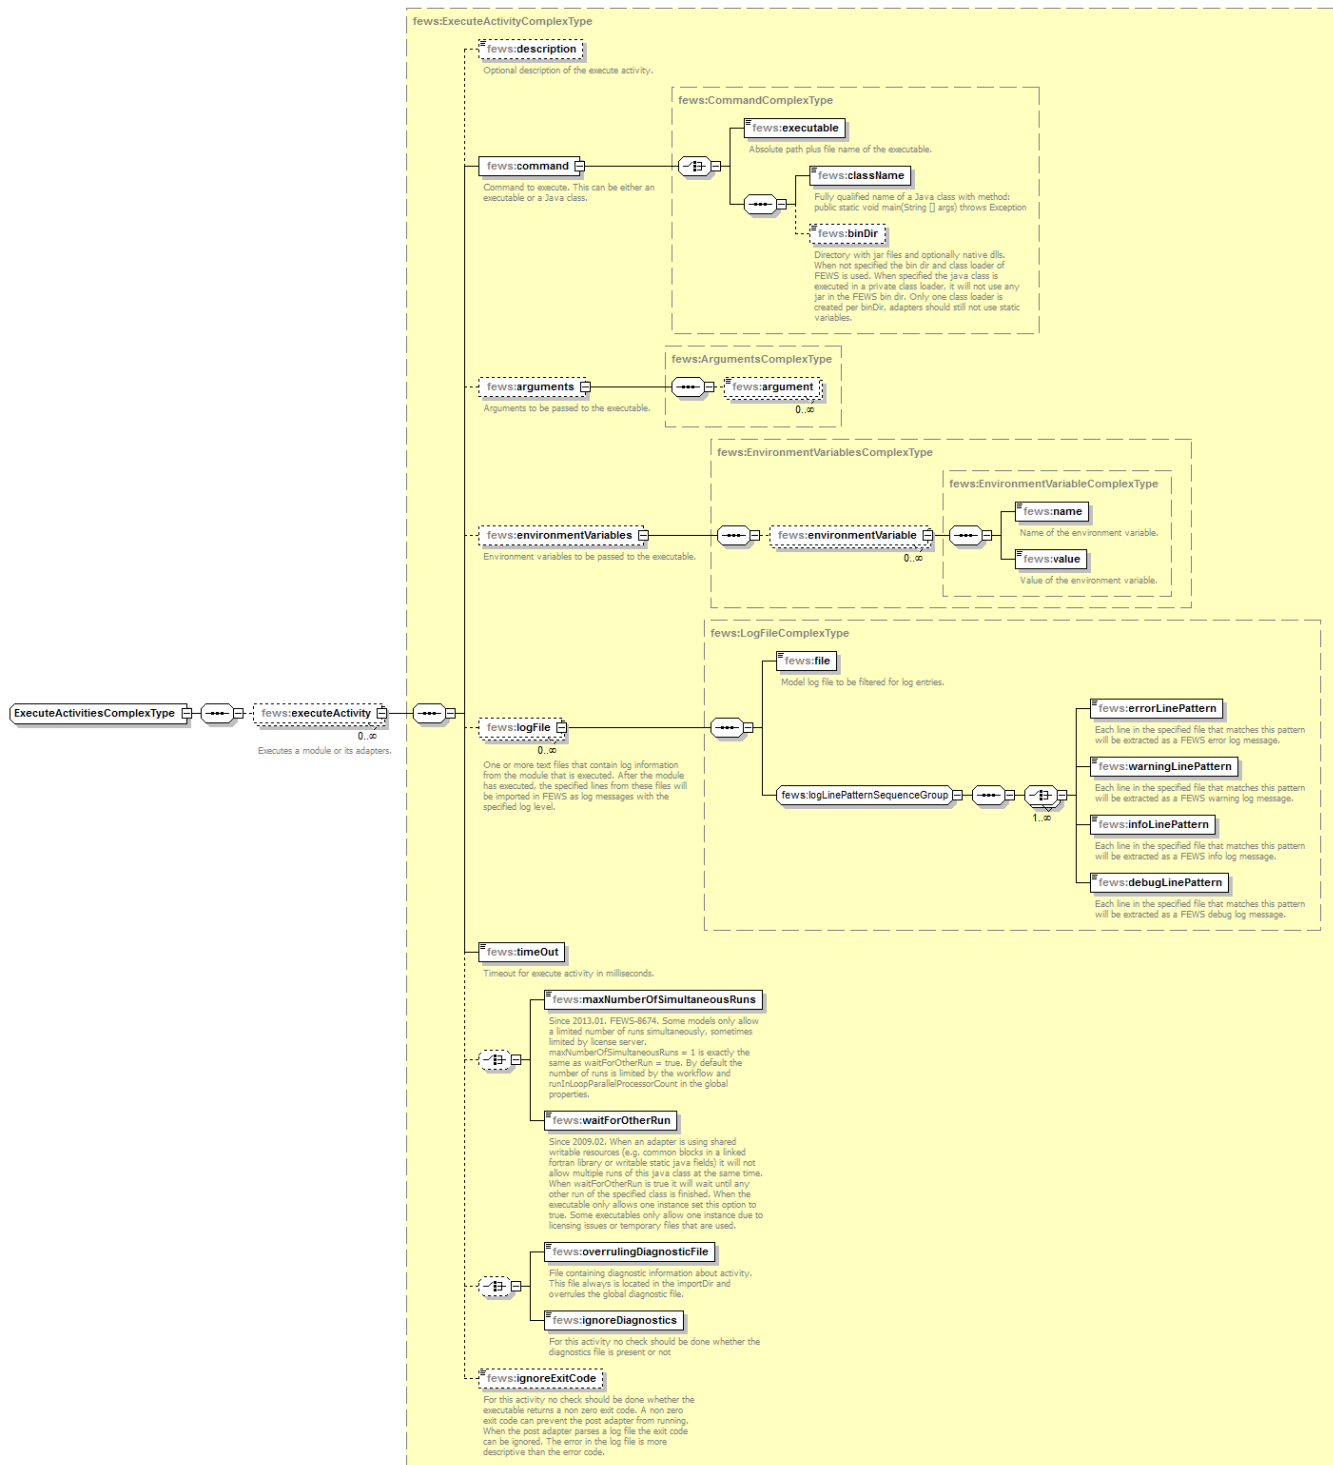 fews:ExecuteActivityComplexType
fews:description
Optional description of the execute activity.
fews:CommandComplexType
fews:executable
Absolute path plus file name of the executable.
fews:command
Command to execute. This can be either an
executable or a Java class.
fews:className
Fully qualified name of a Java class with method:
public static void main(String [] args) throws Exception
fews:binDir
Directory with jar files and optionally native dlls.
When not specified the bin dir and class loader of
FEWS is used. When specified the java class is
executed in a private class loader, it will not use any
jar in the FEWS bin dir. Only one class loader is
created per binDir, adapters should still not use static
variables.
fews:ArgumentsComplexType
fews:arguments
fews:argument
0..∞
Arguments to be passed to the executable.
fews:EnvironmentVariablesComplexType
fews:EnvironmentVariableComplexType
fews:name
Name of the environment variable.
fews:environmentVariables
Environment variables to be passed to the executable.
fews:environmentVariable
0..∞
fews:value
Value of the environment variable.
fews:LogFileComplexType
fews:file
Model log file to be filtered for log entries.
ExecuteActivitiesComplexType
fews:executeActivity
0..∞
Executes a module or its adapters.
fews:logFile
0..∞
One or more text files that contain log information
from the module that is executed. After the module
has executed, the specified lines from these files will
be imported in FEWS as log messages with the
specified log level.
fews:logLinePatternSequenceGroup
1..∞
fews:errorLinePattern
Each line in the specified file that matches this pattern
will be extracted as a FEWS error log message.
fews:warningLinePattern
Each line in the specified file that matches this pattern
will be extracted as a FEWS warning log message.
fews:infoLinePattern
Each line in the specified file that matches this pattern
will be extracted as a FEWS info log message.
fews:debugLinePattern
Each line in the specified file that matches this pattern
will be extracted as a FEWS debug log message.
fews:timeOut
Timeout for execute activity in milliseconds.
fews:maxNumberOfSimultaneousRuns
Since 2013.01. FEWS-8674. Some models only allow
a limited number of runs simultaneously, sometimes
limited by license server.
maxNumberOfSimultaneousRuns = 1 is exactly the
same as waitForOtherRun = true. By default the
number of runs is limited by the workflow and
runInLoopParallelProcessorCount in the global
properties.
fews:waitForOtherRun
Since 2009.02. When an adapter is using shared
writable resources (e.g. common blocks in a linked
fortran library or writable static java fields) it will not
allow multiple runs of this java class at the same time.
When waitForOtherRun is true it will wait until any
other run of the specified class is finished. When the
executable only allows one instance set this option to
true. Some executables only allow one instance due to
licensing issues or temporary files that are used.
fews:overrulingDiagnosticFile
File containing diagnostic information about activity.
This file always is located in the importDir and
overrules the global diagnostic file.
fews:ignoreDiagnostics
For this activity no check should be done whether the
diagnostics file is present or not
fews:ignoreExitCode
For this activity no check should be done whether the
executable returns a non zero exit code. A non zero
exit code can prevent the post adapter from running.
When the post adapter parses a log file the exit code
can be ignored. The error in the log file is more
descriptive than the error code.